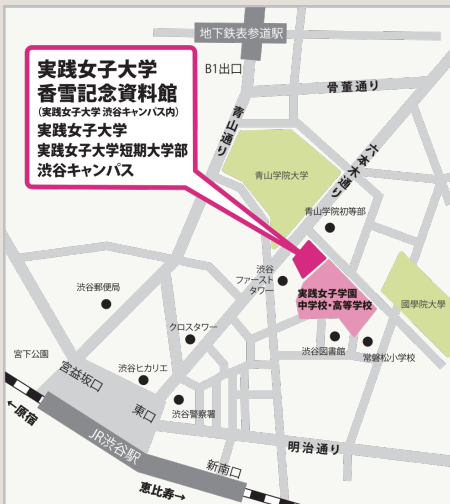 地下鉄表参道駅
B1出口
実践女子大学
香雪記念資料館
(実践女子大学 渋谷キャンパス内)
実践女子大学
実践女子大学短期大学部
渋谷キャンパス
骨董通り
青山通り
六本木通り
青山学院大学
青山学院初等部
渋谷
ファースト
タワー
実践女子学園
中学校・高等学校
國學院大學
渋谷郵便局
クロスタワー
渋谷図書館
常磐松小学校
宮下公園
渋谷ヒカリエ
宮益坂口
東口
渋谷警察署
←原宿
JR渋谷駅
新南口
明治通り
恵比寿→